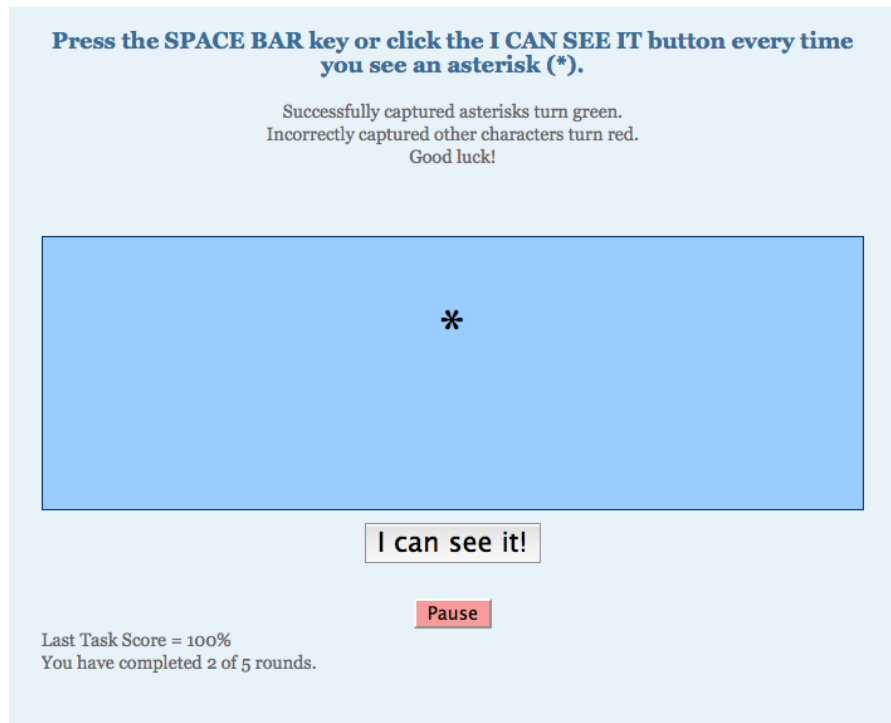 Press the SPACE BAR key or click the I CAN SEE IT button every time
you see an asterisk (*).
Successfully captured asterisks turn green.
Incorrectly captured other characters turn red.
Good luck!
*
I can see it!
Pause
Last Task Score = 100%
You have completed 2 of 5 rounds.